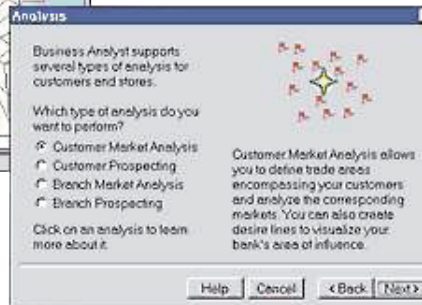 Analysis
Business Analyst supports
several types of analysis for
customers and stores.
Which type of analysis do you
want to perform?
Customer Market Analysis
Customer Prospecting
Branch Market Analysis
Branch Prospecting
Click on an analysis to learn
more about it.
Customer Market Analysis allows
you to define trade areas
encompassing your customers
and analyze the corresponding
markets. You can also create
desire lines to visualize your
bank's area of influence.
Help Cancel <Back Next>